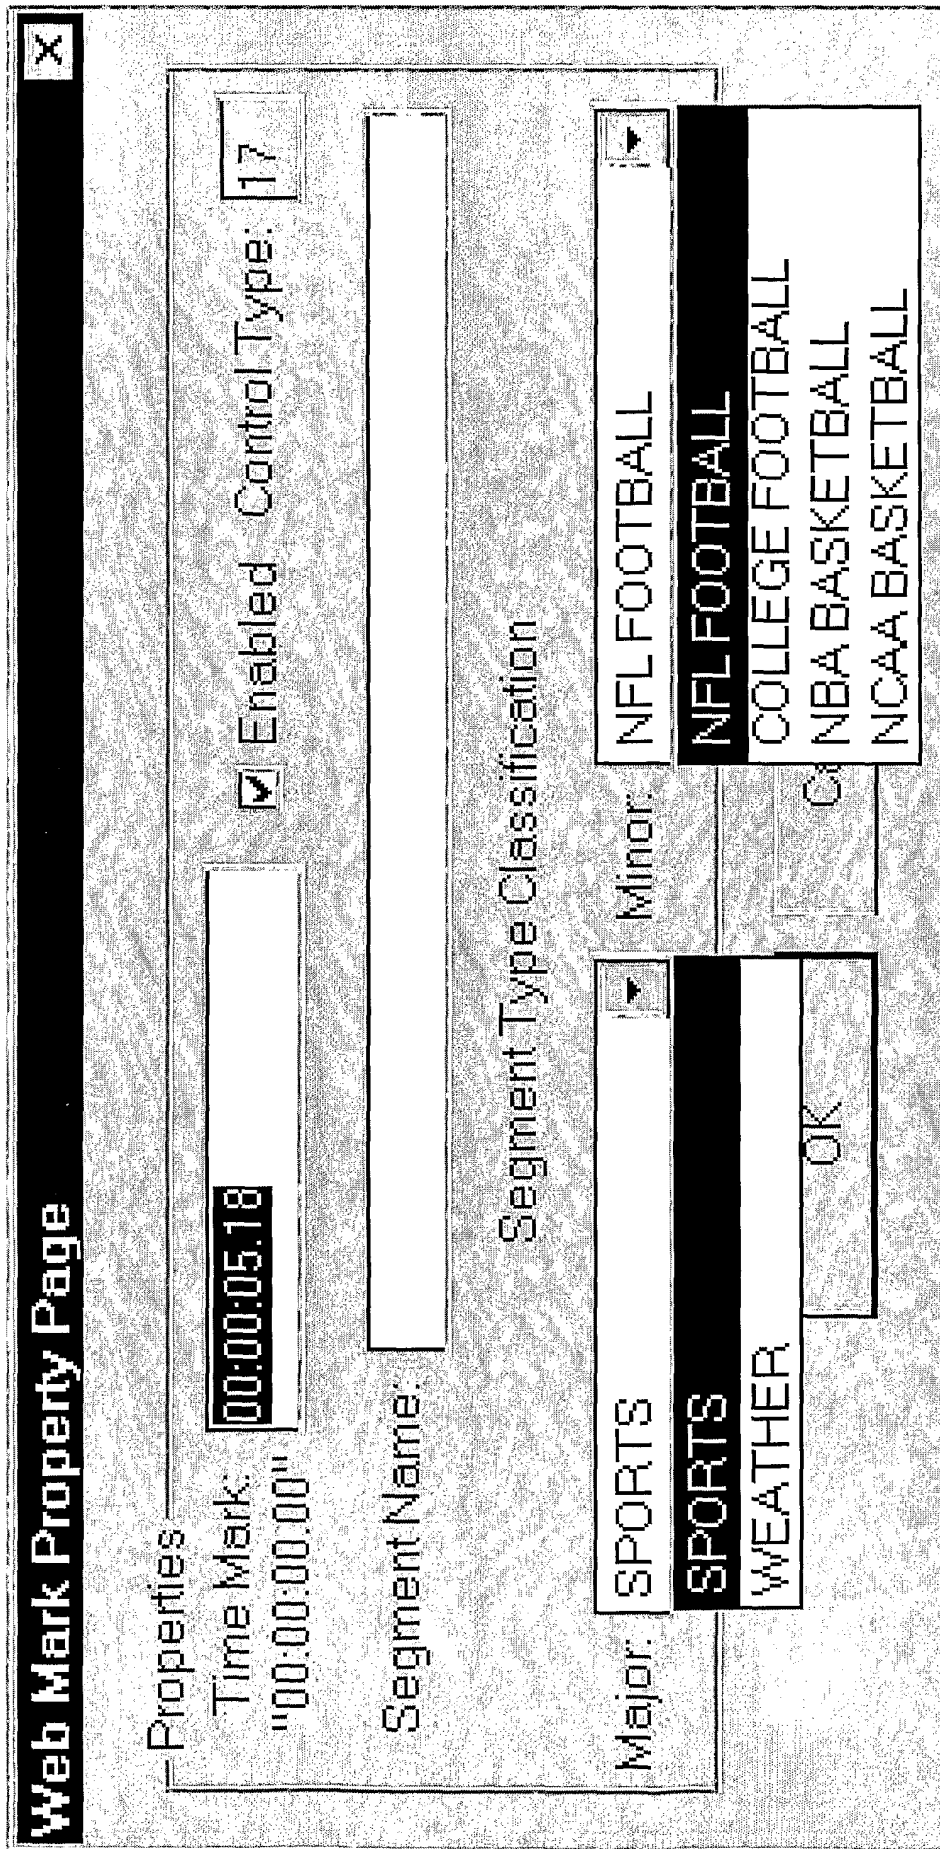 Web Mark Property Page
Properties
Time Mark: 00:00:05.18 Enabled Control Type: 17
"00:00:00.00"
Segment Name:
Segment Type Classification
Major: SPORTS Minor: NFL FOOTBALL
SPORTS
WEATHER
NFL FOOTBALL
COLLEGE FOOTBALL
NBA BASKETBALL
NCAA BASKETBALL
OK
Ca